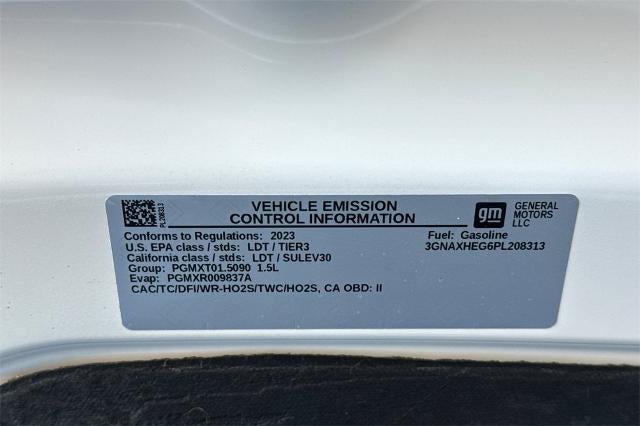 PL208313
VEHICLE EMISSION
CONTROL INFORMATION
gm
GENERAL
MOTORS
LLC
Conforms to Regulations: 2023
Fuel: Gasoline
U.S. EPA class / stds: LDT / TIER3
3GNAXHEG6PL208313
California class / stds: LDT / SULEV30
Group: PGMXT01.5090 1.5L
Evap: PGMXR009837A
CAC/TC/DFI/WR-HO2S/TWC/HO2S, CA OBD: II